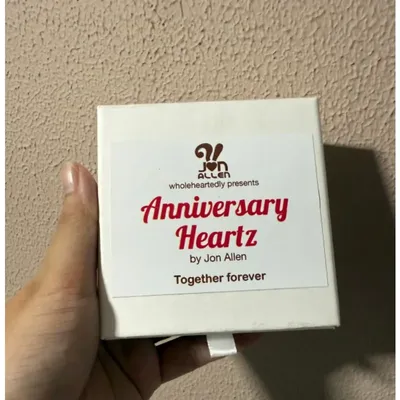 JON
ALLEN
wholeheartedly presents
Anniversary
Heartz
by Jon Allen
Together forever